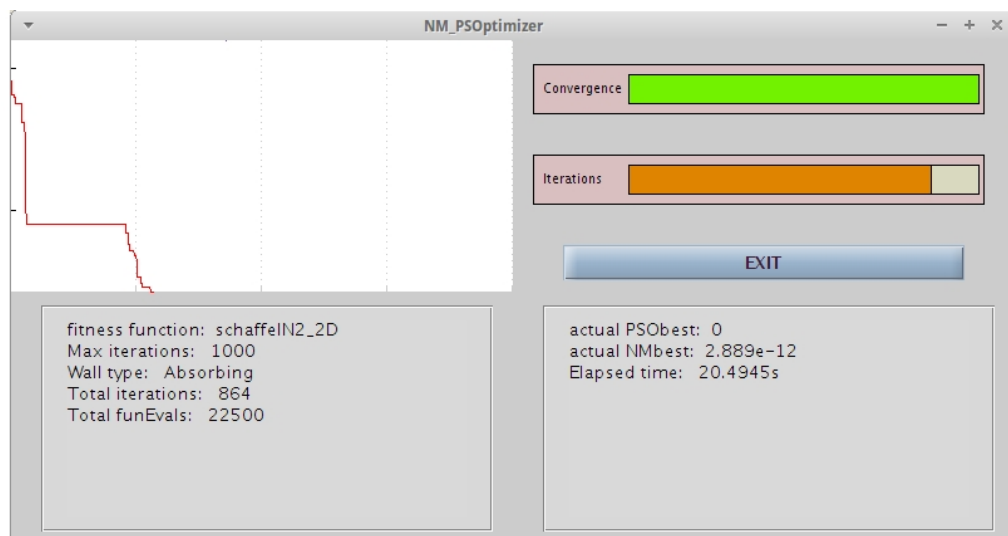 NM_PSOptimizer
Convergence
Iterations
EXIT
fitness function: schaffelN2_2D
Max iterations: 1000
Wall type: Absorbing
Total iterations: 864
Total funEvals: 22500
actual PSObest: 0
actual NMbest: 2.889e-12
Elapsed time: 20.4945s